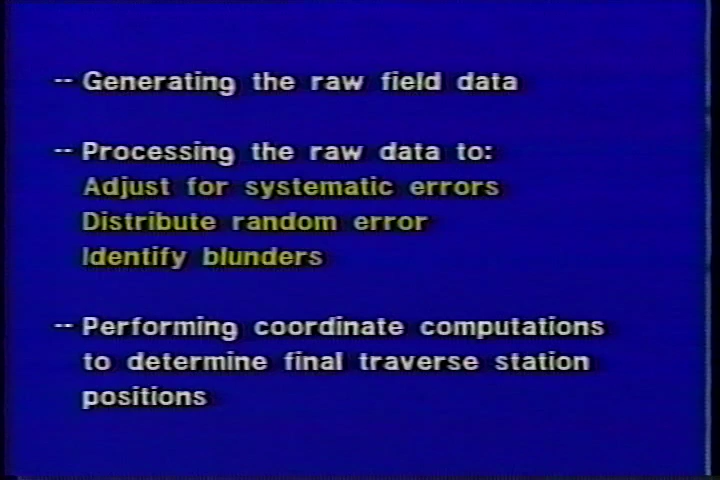 -- Generating the raw field data
-- Processing the raw data to:
Adjust for systematic errors
Distribute random error
Identify blunders
-- Performing coordinate computations
to determine final traverse station
positions